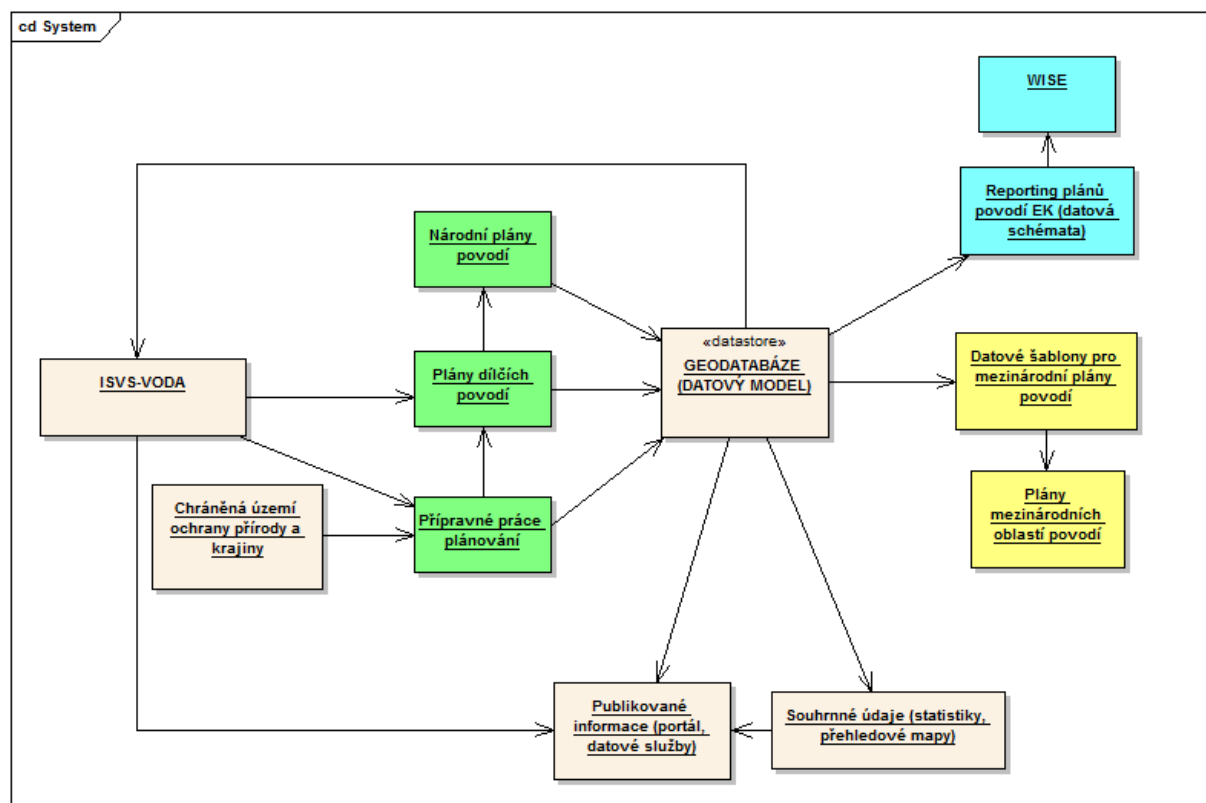 cd System
WISE
Reporting plánů
povodí EK (datová
schémata)
Národní plány
povodí
«datastore»
GEODATABÁZE
(DATOVÝ MODEL)
Datové šablony pro
mezinárodní plány
povodí
ISVS-VODA
Plány dílčích
povodí
Chráněná území
ochrany přírody a
krajiny
Přípravné práce
plánování
Plány
mezinárodních
oblastí povodí
Publikované
informace (portál,
datové služby)
Souhrnné údaje (statistiky,
přehledové mapy)